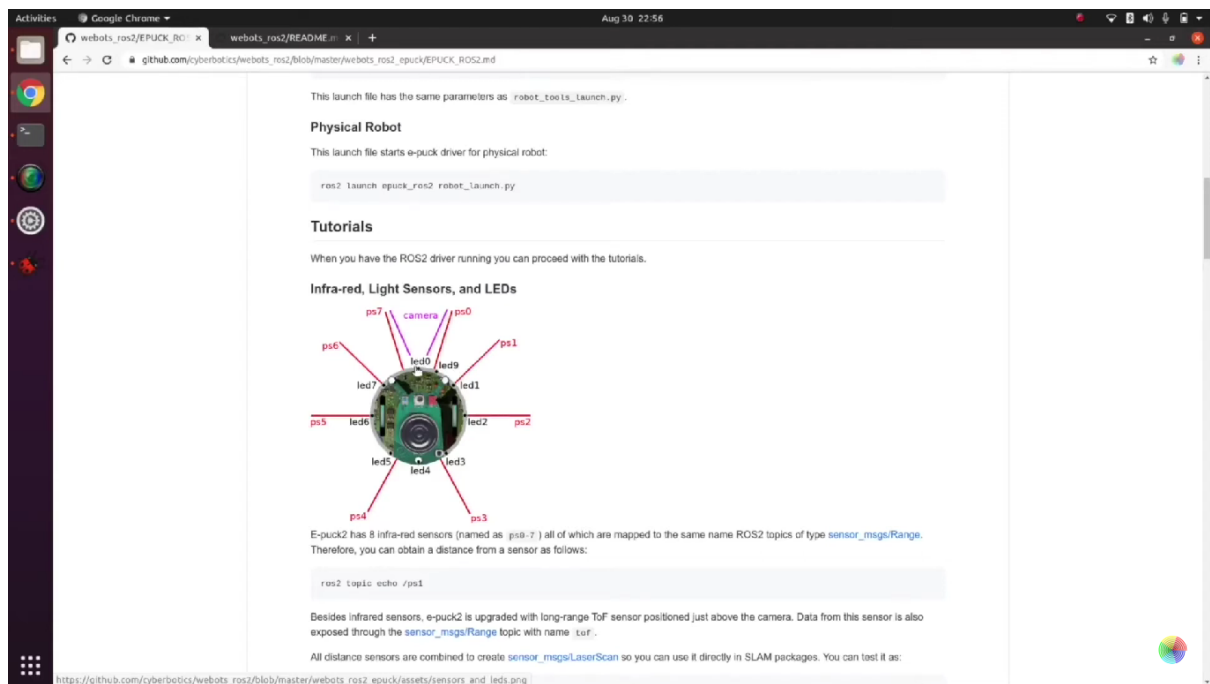 Activities Google Chrome Aug 30 22:56
webots_ros2/EPUCK_ROS webots_ros2/README.m
github.com/cyberbotics/webots_ros2/blob/master/webots_ros2_epuck/EPUCK_ROS2.md
This launch file has the same parameters as robot_tools_launch.py.
Physical Robot
This launch file starts e-puck driver for physical robot:
ros2 launch epuck_ros2 robot_launch.py
Tutorials
When you have the ROS2 driver running you can proceed with the tutorials.
Infra-red, Light Sensors, and LEDs
ps7 camera ps0
ps6 ps1
led0 led9
led7 led1
ps5 led6 led2 ps2
led5 led3
led4
ps4 ps3
E-puck2 has 8 infra-red sensors (named as ps0-7) all of which are mapped to the same name ROS2 topics of type sensor_msgs/Range.
Therefore, you can obtain a distance from a sensor as follows:
ros2 topic echo /ps1
Besides infrared sensors, e-puck2 is upgraded with long-range ToF sensor positioned just above the camera. Data from this sensor is also
exposed through the sensor_msgs/Range topic with name tof.
All distance sensors are combined to create sensor_msgs/LaserScan so you can use it directly in SLAM packages. You can test it as:
https://github.com/cyberbotics/webots_ros2/blob/master/webots_ros2_epuck/assets/sensors_and_leds.png